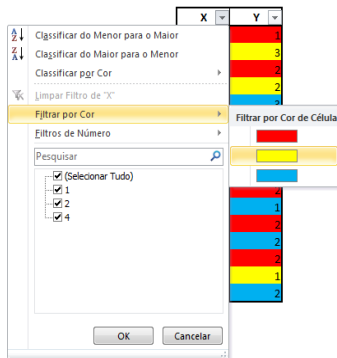 X Y
Classificar do Menor para o Maior 1
Classificar do Maior para o Menor 3
Classificar por Cor 2
Limpar Filtro de "X" 2
Filtrar por Cor Filtrar por Cor de Célula
Filtros de Número
Pesquisar
(Selecionar Tudo)
1
2 1
4 2
2
2
1
2
OK Cancelar